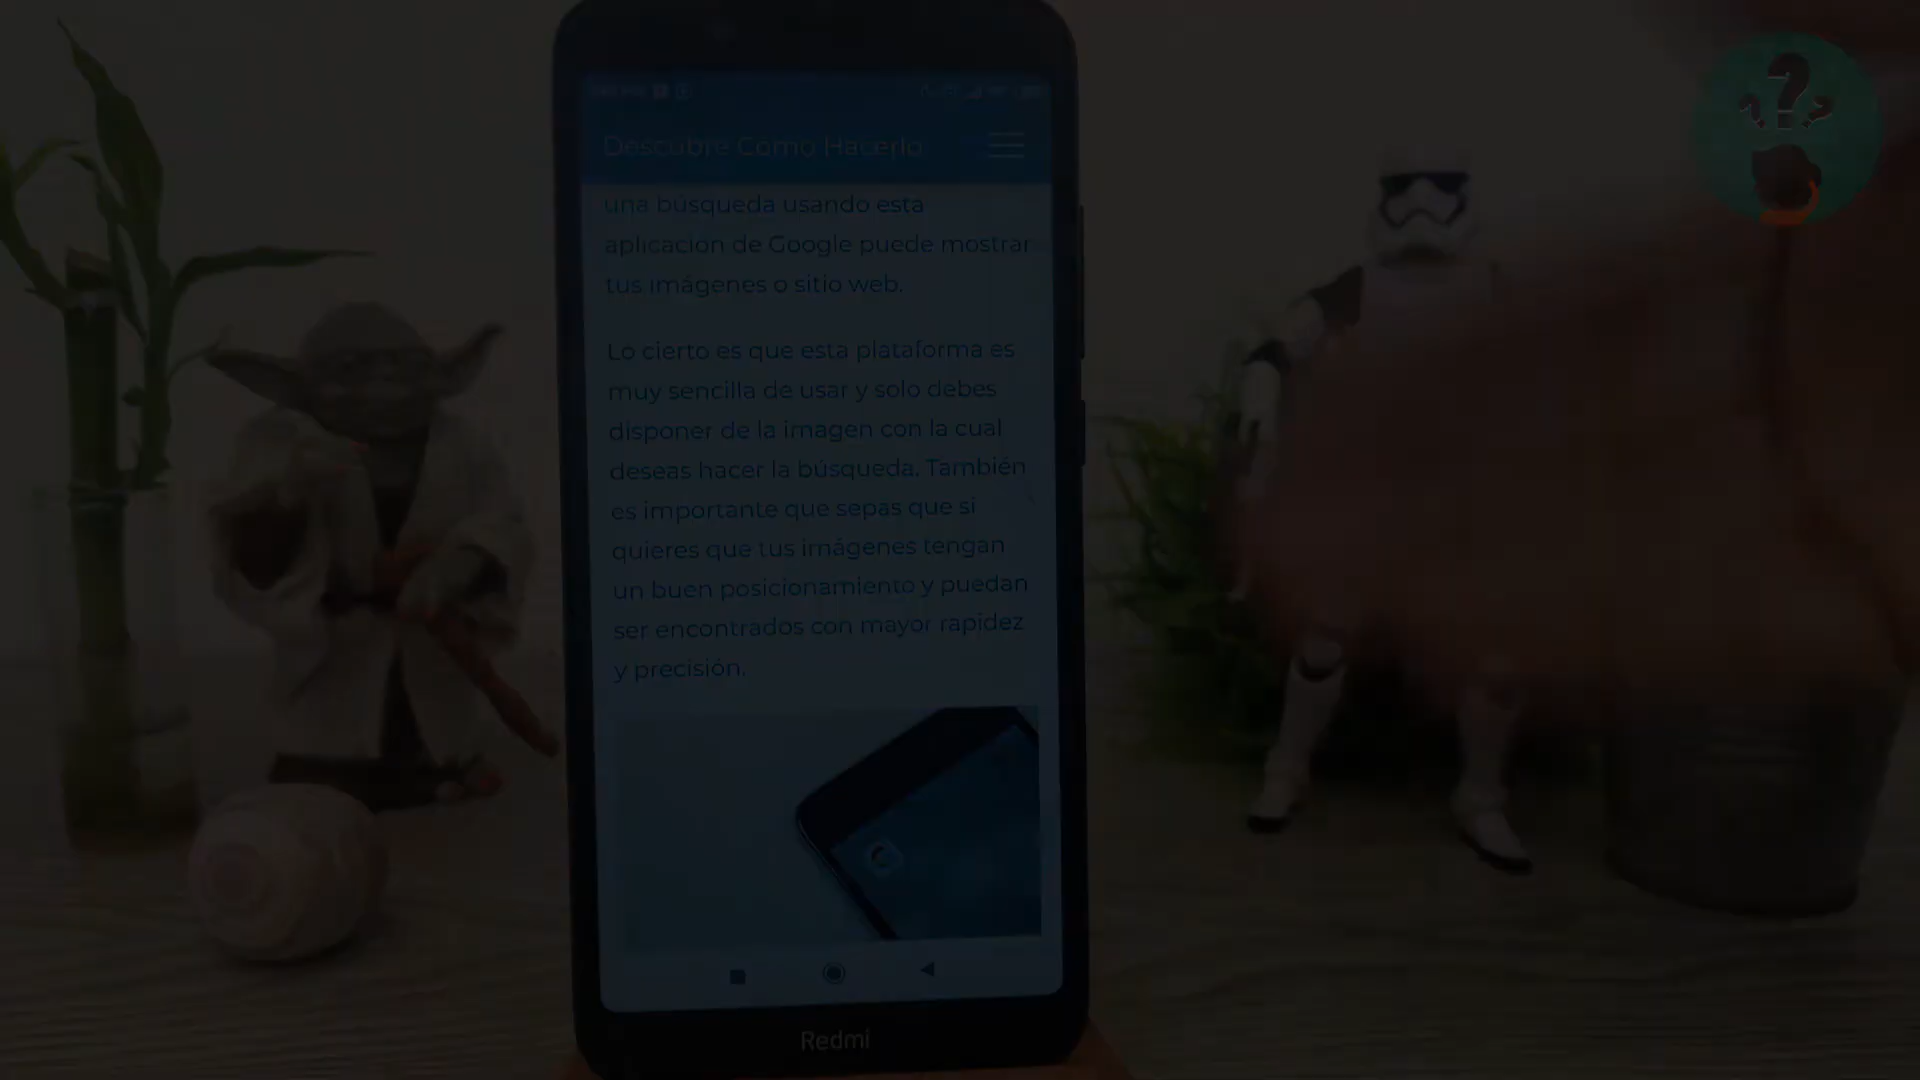 Descubre Como Hacerlo
una búsqueda usando esta
aplicación de Google puede mostrar
tus imágenes o sitio web.
Lo cierto es que esta plataforma es
muy sencilla de usar y solo debes
disponer de la imagen con la cual
deseas hacer la búsqueda. También
es importante que sepas que si
quieres que tus imágenes tengan
un buen posicionamiento y puedan
ser encontrados con mayor rapidez
y precisión.
Redmi